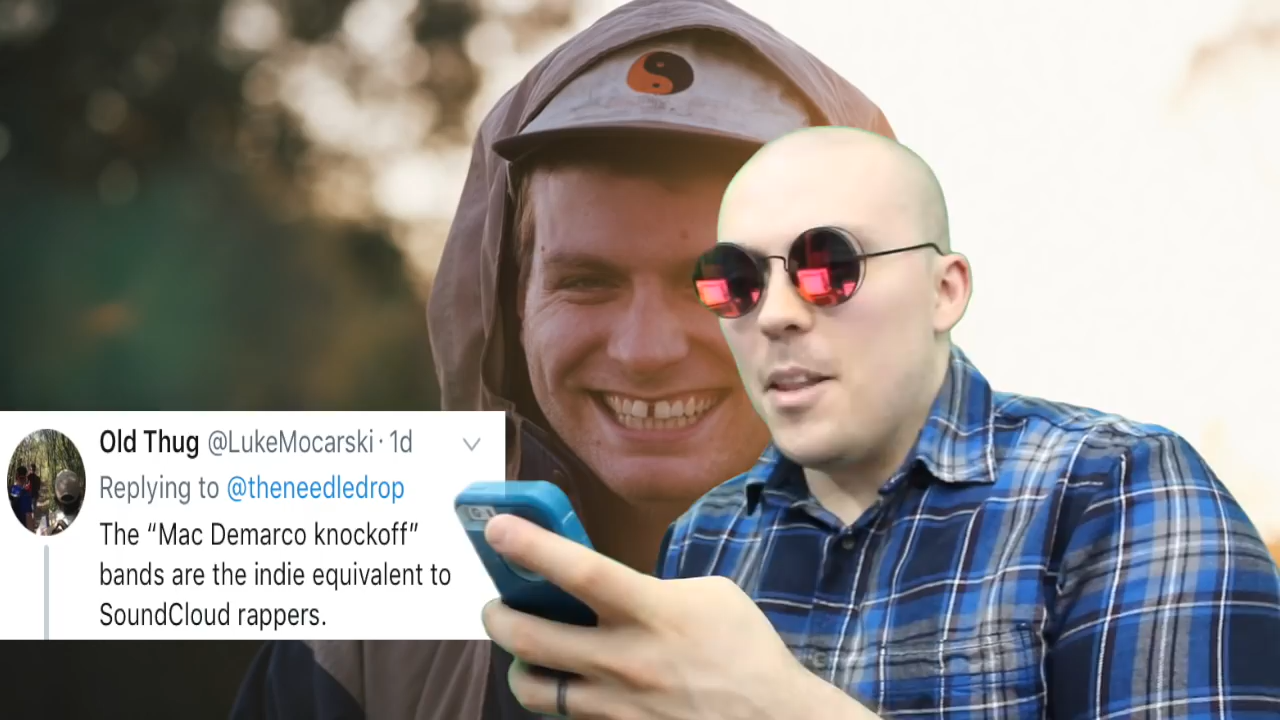 Old Thug @LukeMocarski · 1d
Replying to @theneedledrop
The “Mac Demarco knockoff”
bands are the indie equivalent to
SoundCloud rappers.